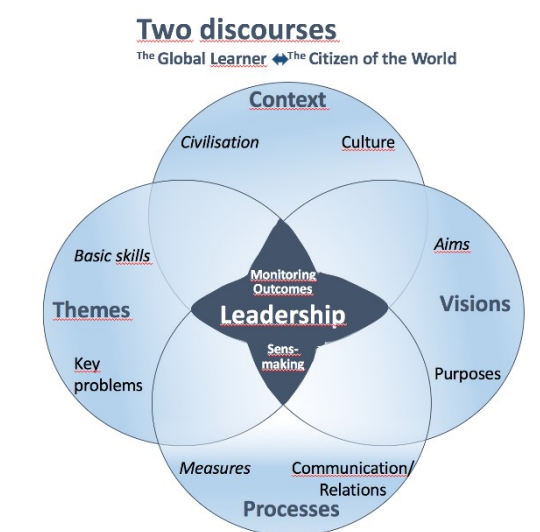 Two discourses
The Global Learner ⬌The Citizen of the World
Context
Civilisation Culture
Basic skills
Aims
Monitoring
Outcomes
Themes
Leadership
Visions
Sens-
making
Key
problems
Purposes
Measures Communication/
Relations
Processes